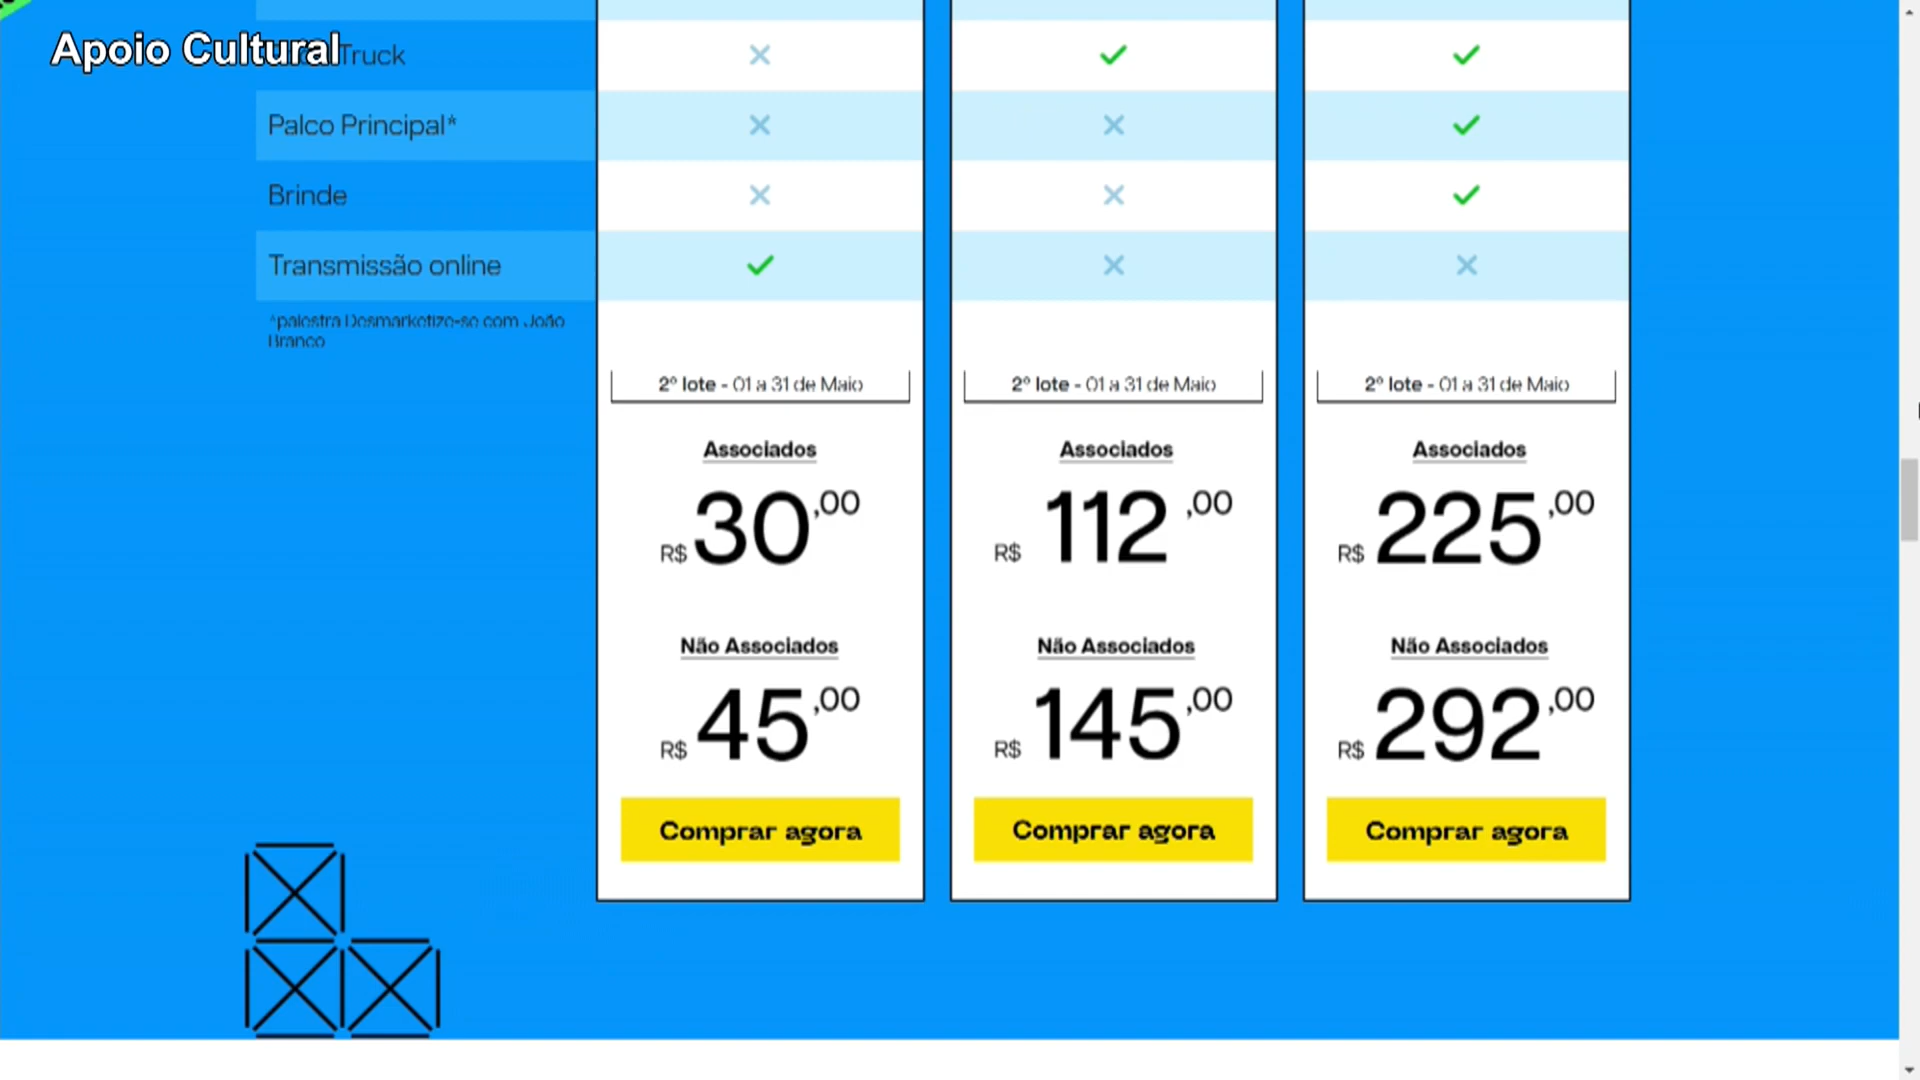 Apoio Cultural
Truck
Palco Principal*
Brinde
Transmissão online
*palestra Desmarketize-se com João
Branco
2º lote - 01 a 31 de Maio
Associados
R$ 30,00
Não Associados
R$ 45,00
Comprar agora
2º lote - 01 a 31 de Maio
Associados
R$ 112,00
Não Associados
R$ 145,00
Comprar agora
2º lote - 01 a 31 de Maio
Associados
R$ 225,00
Não Associados
R$ 292,00
Comprar agora